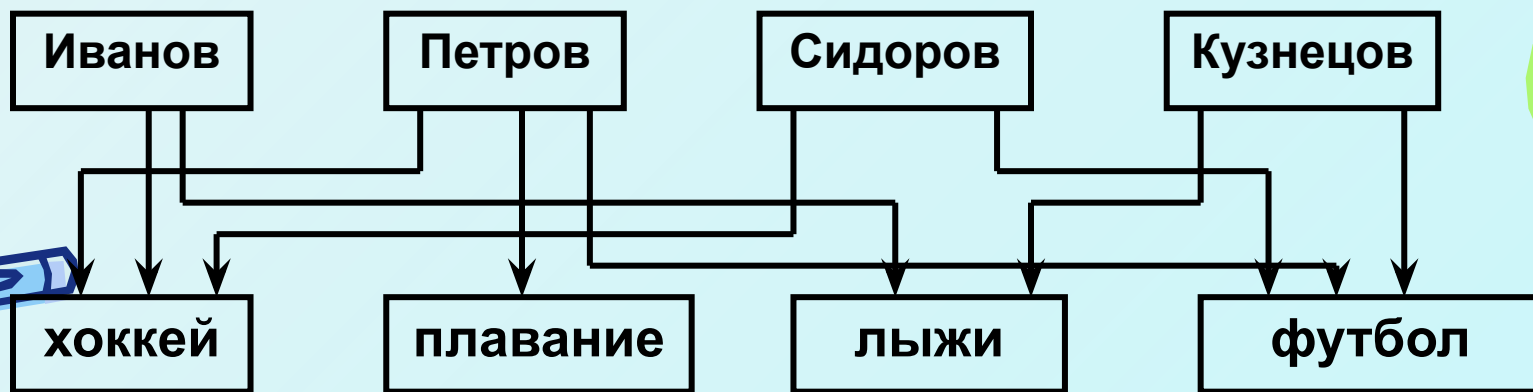 Иванов
Петров
Сидоров
Кузнецов
хоккей
плавание
лыжи
футбол